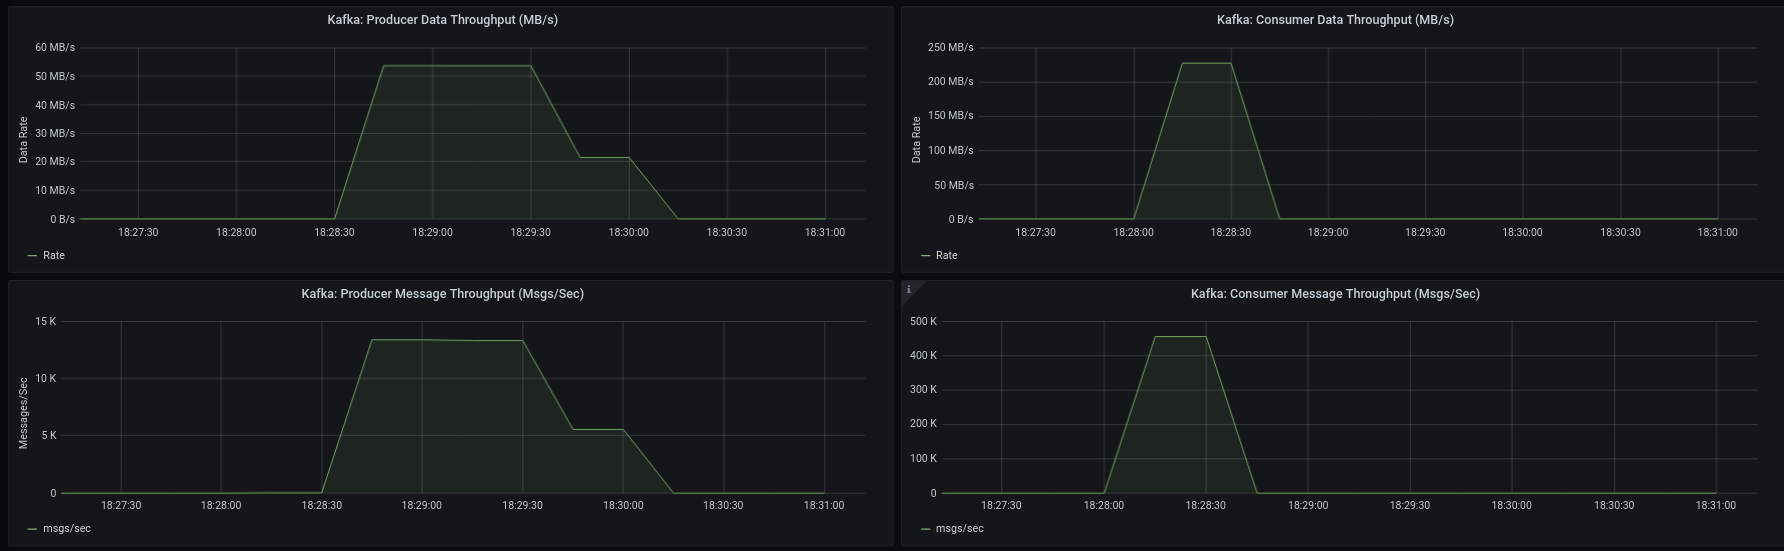 Kafka: Producer Data Throughput (MB/s)
60 MB/s
50 MB/s
40 MB/s
30 MB/s
20 MB/s
10 MB/s
0 B/s
Data Rate
18:27:30 18:28:00 18:28:30 18:29:00 18:29:30 18:30:00 18:30:30 18:31:00
Rate
Kafka: Consumer Data Throughput (MB/s)
250 MB/s
200 MB/s
150 MB/s
100 MB/s
50 MB/s
0 B/s
Data Rate
18:27:30 18:28:00 18:28:30 18:29:00 18:29:30 18:30:00 18:30:30 18:31:00
Rate
Kafka: Producer Message Throughput (Msgs/Sec)
15 K
10 K
5 K
0
Messages/Sec
18:27:30 18:28:00 18:28:30 18:29:00 18:29:30 18:30:00 18:30:30 18:31:00
msgs/sec
i
Kafka: Consumer Message Throughput (Msgs/Sec)
500 K
400 K
300 K
200 K
100 K
0
18:27:30 18:28:00 18:28:30 18:29:00 18:29:30 18:30:00 18:30:30 18:31:00
msgs/sec